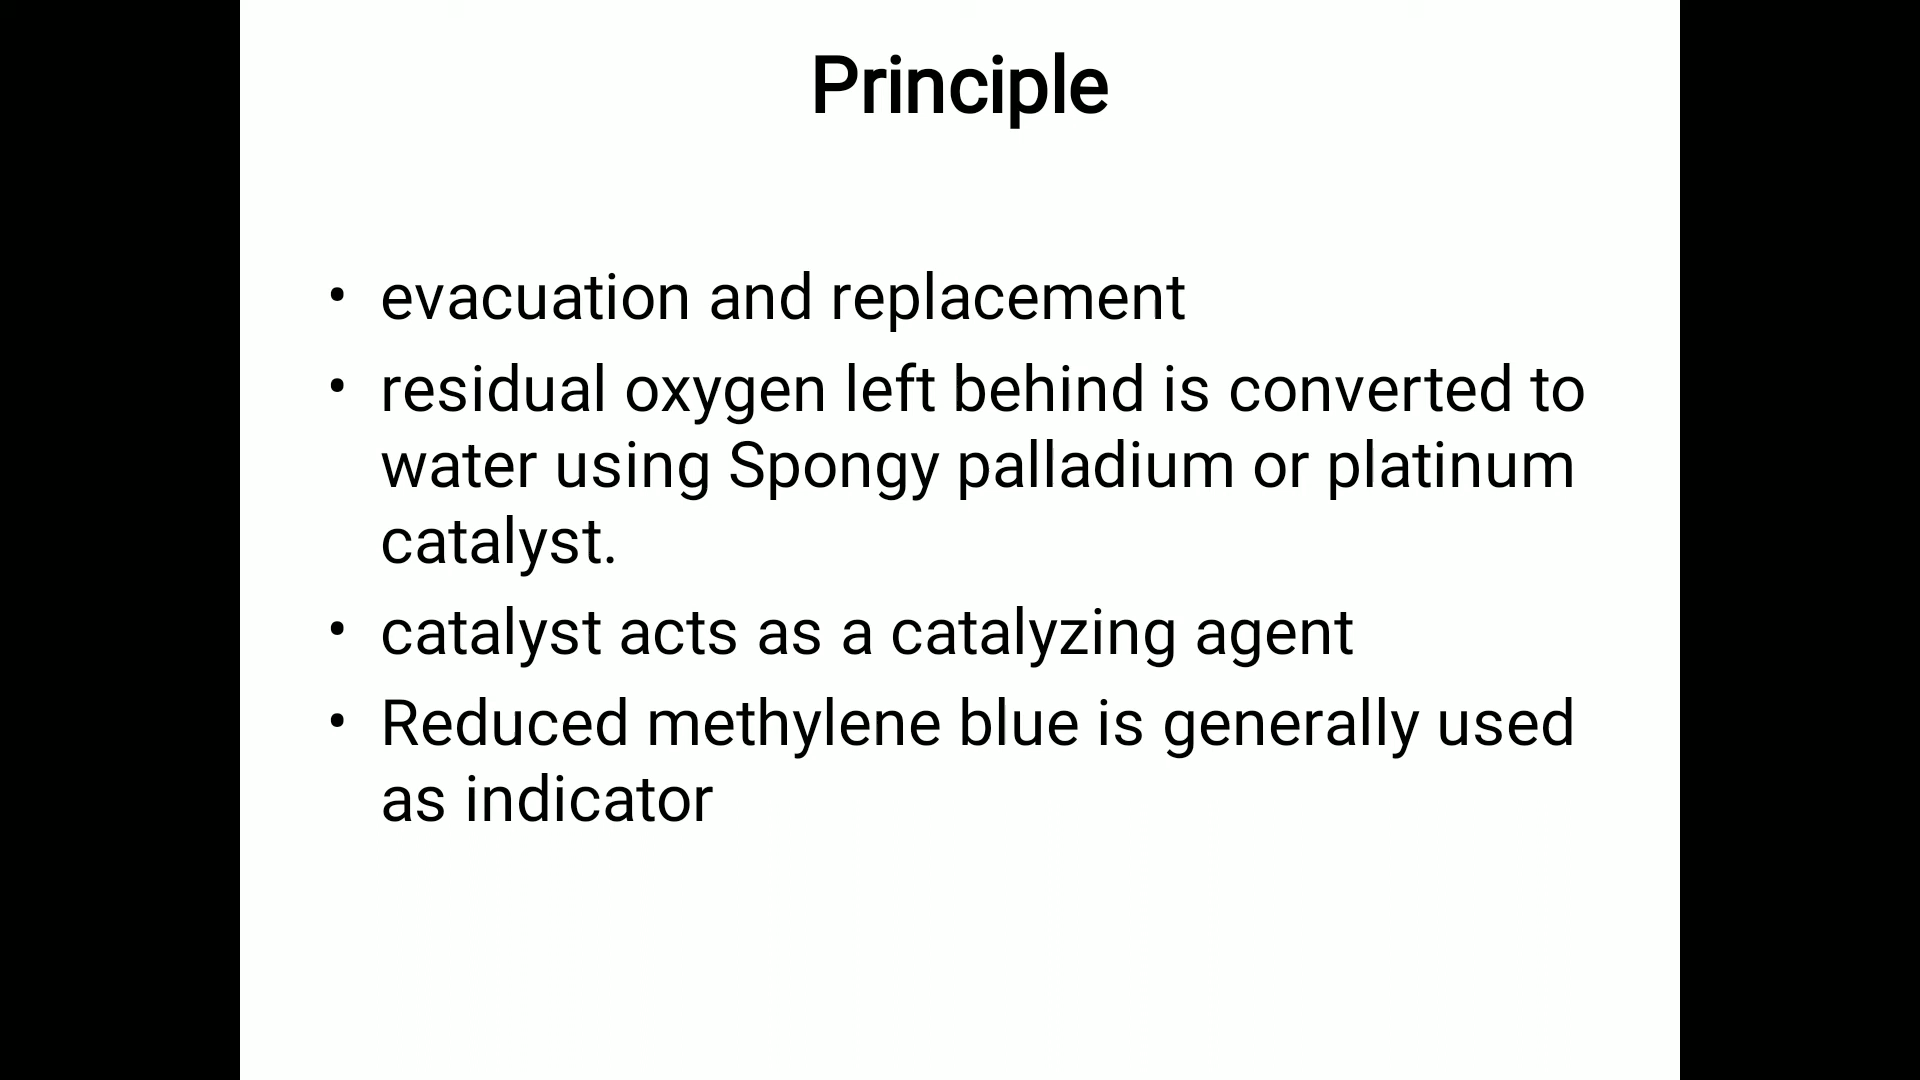 Principle
• evacuation and replacement
• residual oxygen left behind is converted to
water using Spongy palladium or platinum
catalyst.
• catalyst acts as a catalyzing agent
• Reduced methylene blue is generally used
as indicator